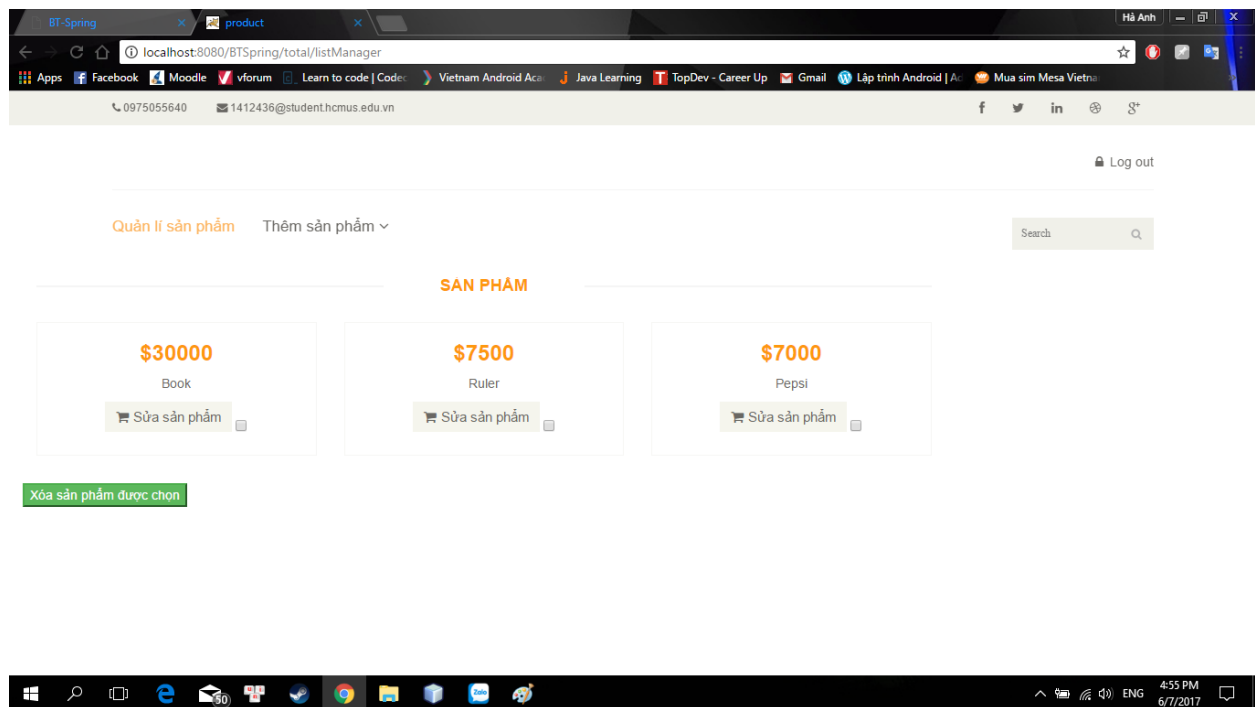 BT-Spring product Hà Anh
localhost:8080/BTSpring/total/listManager
Apps Facebook Moodle vforum Learn to code | Codec Vietnam Android Aca Java Learning TopDev - Career Up Gmail Lập trình Android | Ac Mua sim Mesa Vietna
0975055640 1412436@student.hcmus.edu.vn
Log out
Quản lí sản phẩm Thêm sản phẩm Search
SẢN PHẨM
$30000 $7500 $7000
Book Ruler Pepsi
Sửa sản phẩm Sửa sản phẩm Sửa sản phẩm
Xóa sản phẩm được chọn
50 Zalo ENG 4:55 PM
6/7/2017